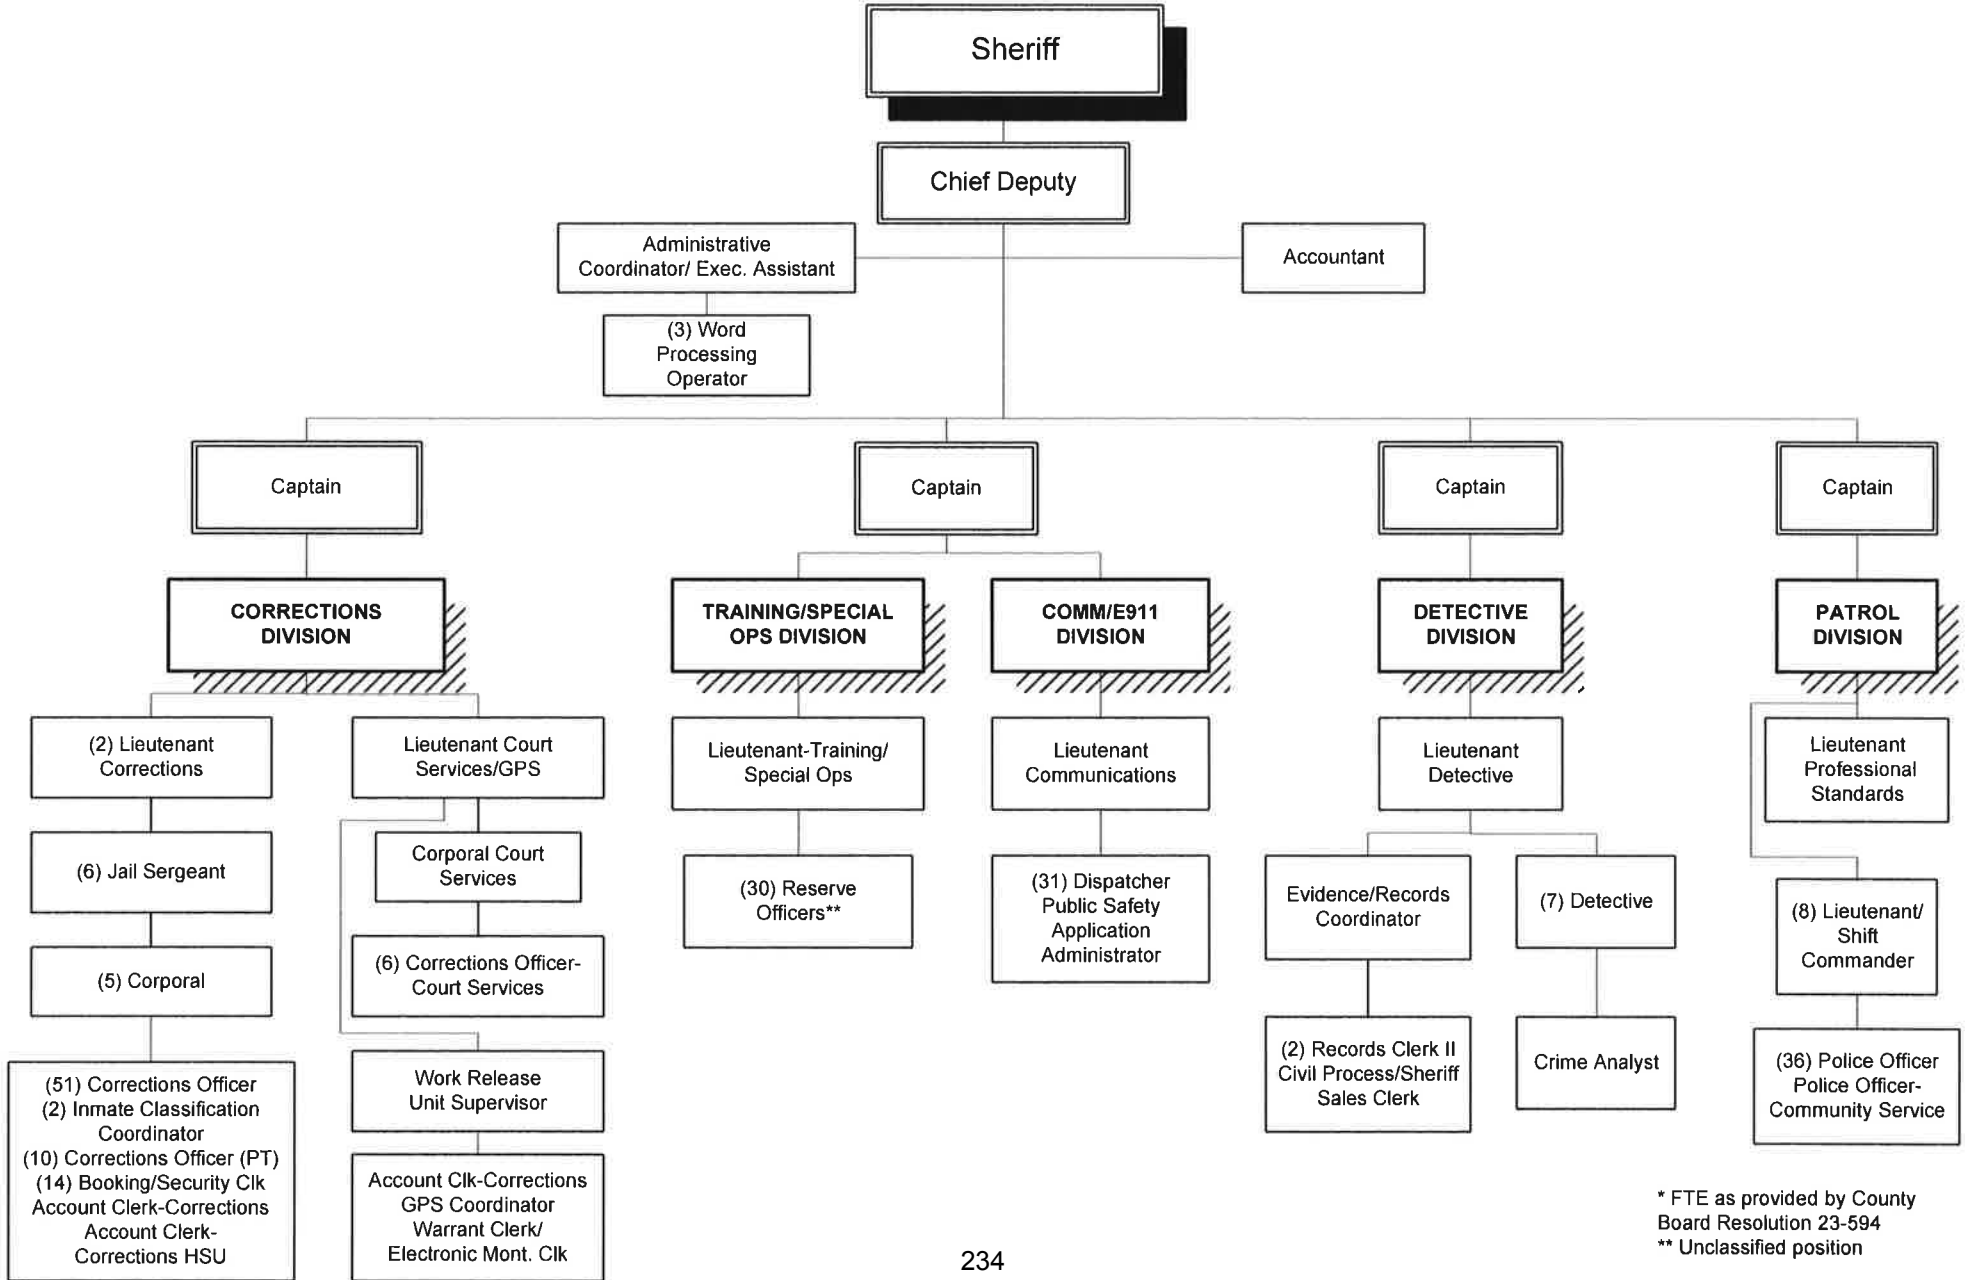 Sheriff
Chief Deputy
Administrative
Coordinator/ Exec. Assistant
Accountant
(3) Word
Processing
Operator
Captain
Captain
Captain
Captain
CORRECTIONS
DIVISION
TRAINING/SPECIAL
OPS DIVISION
COMM/E911
DIVISION
DETECTIVE
DIVISION
PATROL
DIVISION
(2) Lieutenant
Corrections
Lieutenant Court
Services/GPS
Lieutenant-Training/
Special Ops
Lieutenant
Communications
Lieutenant
Detective
Lieutenant
Professional
Standards
(6) Jail Sergeant
Corporal Court
Services
(30) Reserve
Officers**
(31) Dispatcher
Public Safety
Application
Administrator
Evidence/Records
Coordinator
(7) Detective
(8) Lieutenant/
Shift
Commander
(5) Corporal
(6) Corrections Officer-
Court Services
(2) Records Clerk II
Civil Process/Sheriff
Sales Clerk
Crime Analyst
(36) Police Officer
Police Officer-
Community Service
(51) Corrections Officer
(2) Inmate Classification
Coordinator
(10) Corrections Officer (PT)
(14) Booking/Security Clk
Account Clerk-Corrections
Account Clerk-
Corrections HSU
Work Release
Unit Supervisor
Account Clk-Corrections
GPS Coordinator
Warrant Clerk/
Electronic Mont. Clk
* FTE as provided by County
Board Resolution 23-594
** Unclassified position
234